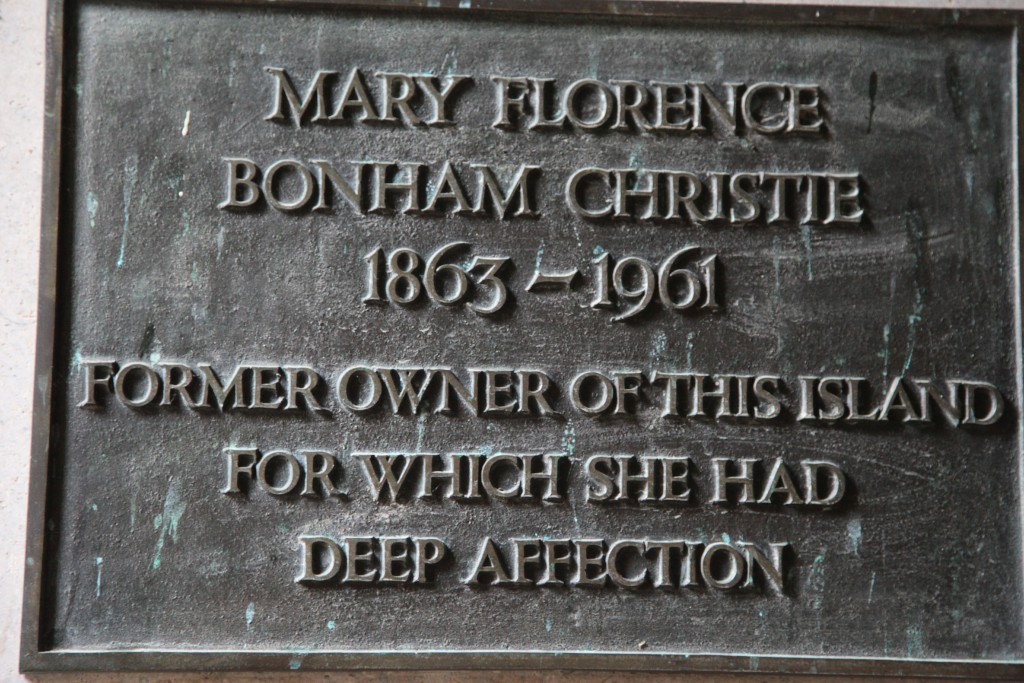 MARY FLORENCE
BONHAM CHRISTIE
1863 – 1961
FORMER OWNER OF THIS ISLAND
FOR WHICH SHE HAD
DEEP AFFECTION